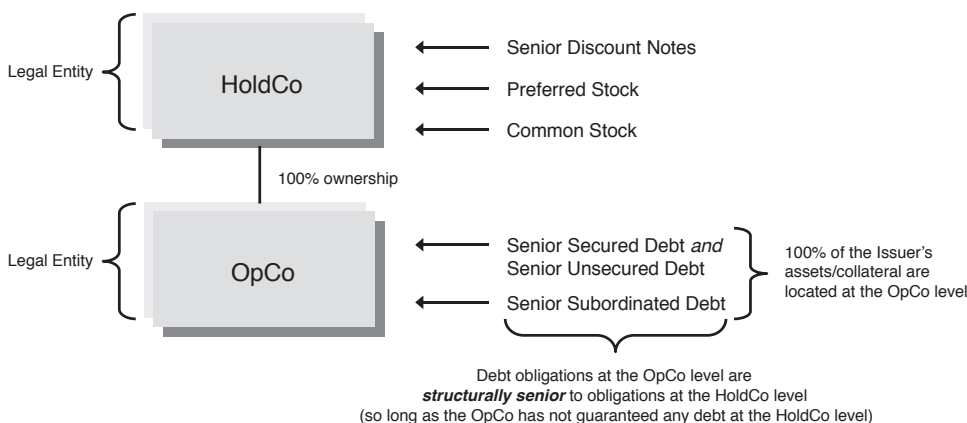 Legal Entity
HoldCo
Senior Discount Notes
Preferred Stock
Common Stock
100% ownership
Legal Entity
OpCo
Senior Secured Debt and
Senior Unsecured Debt
Senior Subordinated Debt
100% of the Issuer's
assets/collateral are
located at the OpCo level
Debt obligations at the OpCo level are
structurally senior to obligations at the HoldCo level
(so long as the OpCo has not guaranteed any debt at the HoldCo level)